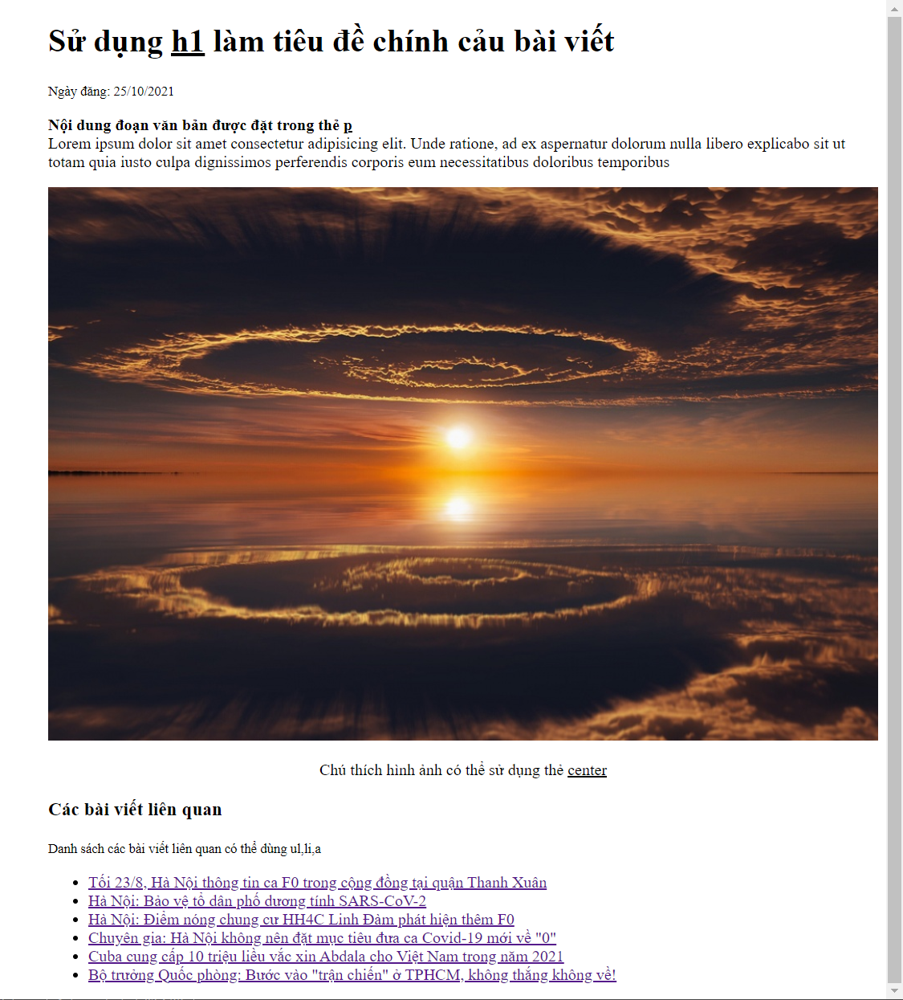 Sử dụng h1 làm tiêu đề chính cảu bài viết
Ngày đăng: 25/10/2021
Nội dung đoạn văn bản được đặt trong thẻ p
Lorem ipsum dolor sit amet consectetur adipisicing elit. Unde ratione, ad ex aspernatur dolorum nulla libero explicabo sit ut
totam quia iusto culpa dignissimos perferendis corporis eum necessitatibus doloribus temporibus
Chú thích hình ảnh có thể sử dụng thẻ center
Các bài viết liên quan
Danh sách các bài viết liên quan có thể dùng ul,li,a
Tối 23/8, Hà Nội thông tin ca F0 trong cộng đồng tại quận Thanh Xuân
Hà Nội: Bảo vệ tổ dân phố dương tính SARS-CoV-2
Hà Nội: Điểm nóng chung cư HH4C Linh Đàm phát hiện thêm F0
Chuyên gia: Hà Nội không nên đặt mục tiêu đưa ca Covid-19 mới về "0"
Cuba cung cấp 10 triệu liều vắc xin Abdala cho Việt Nam trong năm 2021
Bộ trưởng Quốc phòng: Bước vào "trận chiến" ở TPHCM, không thắng không về!